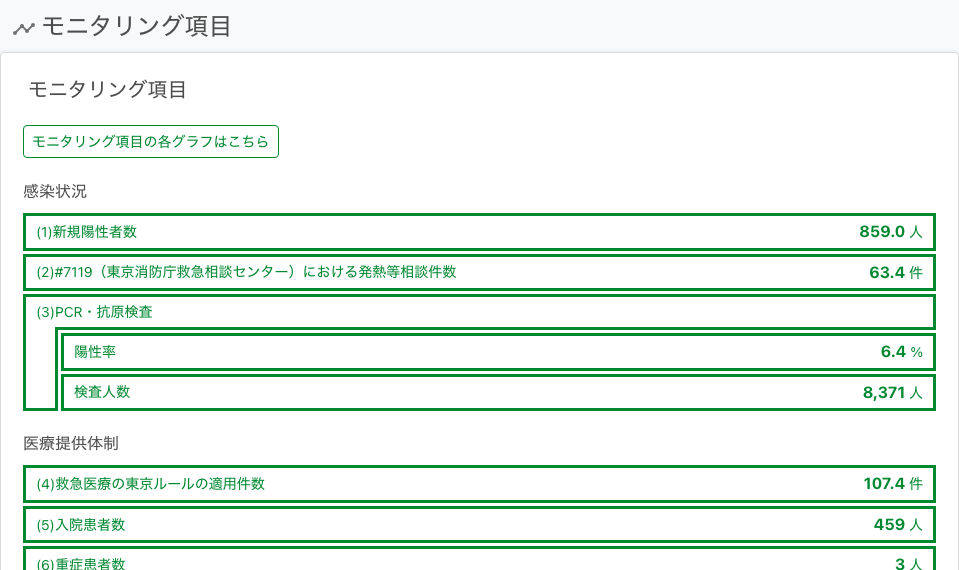 モニタリング項目
モニタリング項目
モニタリング項目の各グラフはこちら
感染状況
(1)新規陽性者数 859.0 人
(2)#7119（東京消防庁救急相談センター）における発熱等相談件数 63.4 件
(3)PCR・抗原検査
陽性率 6.4 %
検査人数 8,371 人
医療提供体制
(4)救急医療の東京ルールの適用件数 107.4 件
(5)入院患者数 459 人
(6)重症患者数 3 人